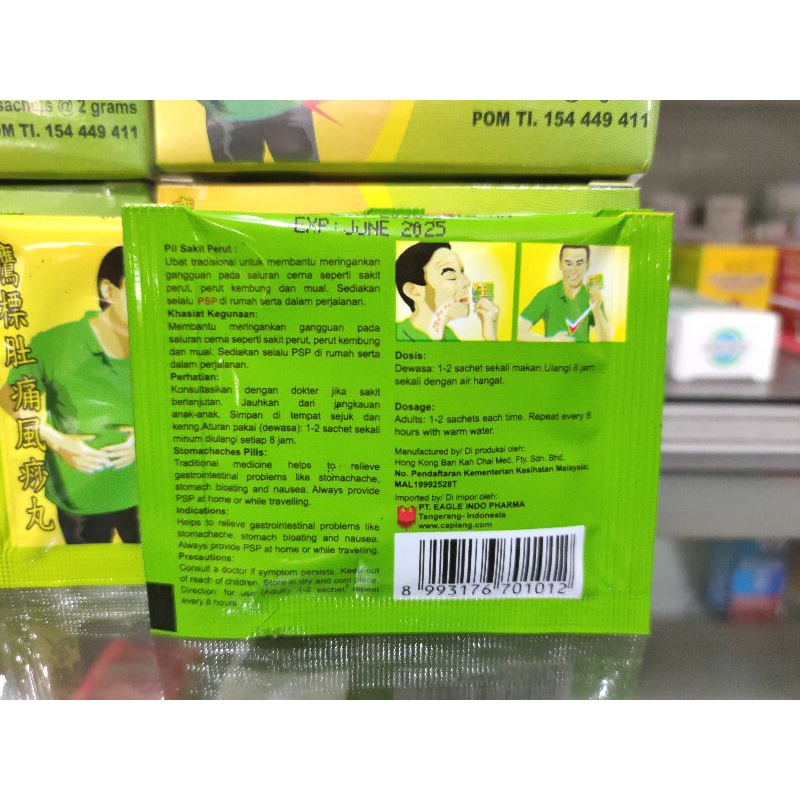 sachets @ 2 grams
POM TI. 154 449 411
POM TI. 154 449 411
鷹標肚痛風痧丸
EXP: JUNE 2025
Pil Sakit Perut :
Ubat tradisional untuk membantu meringankan
gangguan pada saluran cerna seperti sakit
perut, perut kembung dan mual. Sediakan
selalu PSP di rumah serta dalam perjalanan.
Khasiat Kegunaan:
Membantu meringankan gangguan pada
saluran cerna seperti sakit perut, perut kembung
dan mual. Sediakan selalu PSP di rumah serta
dalam perjalanan.
Perhatian:
Konsultasikan dengan dokter jika sakit
berlanjutan. Jauhkan dari jangkauan
anak-anak. Simpan di tempat sejuk dan
kering.Aturan pakai (dewasa): 1-2 sachet sekali
minum diulangi setiap 8 jam.
Stomachaches Pills:
Traditional medicine helps to relieve
gastrointestinal problems like stomachache,
stomach bloating and nausea. Always provide
PSP at home or while travelling.
Indications:
Helps to relieve gastrointestinal problems like
stomachache, stomach bloating and nausea.
Always provide PSP at home or while travelling.
Precautions:
Consult a doctor if symptom persists. Keep out
of reach of children. Store in dry and cool place.
Direction: for use (Adult): 1-2 sachet, repeat
every 8 hours
Dosis:
Dewasa: 1-2 sachet sekali makan.Ulangi 8 jam
sekali dengan air hangat.
Dosage:
Adults: 1-2 sachets each time. Repeat every 8
hours with warm water.
Manufactured by/ Di produksi oleh:
Hong Kong Ban Kah Chai Med. Fty. Sdn. Bhd.
No. Pendaftaran Kementerian Kesihatan Malaysia:
MAL19992528T
Imported by/ Di impor oleh:
PT. EAGLE INDO PHARMA
Tangerang- Indonesia
www.caplang.com
8 993176 701012